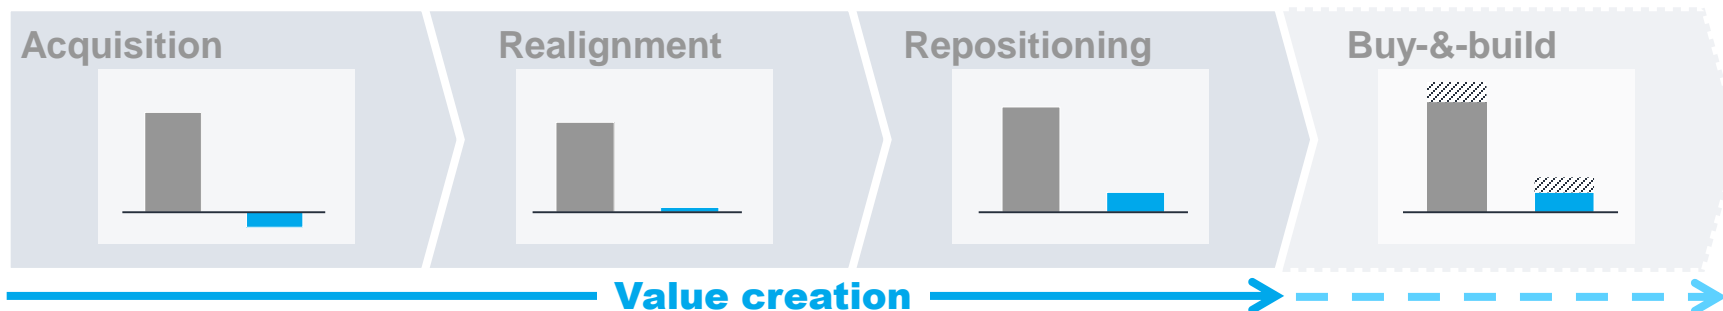 Acquisition
Realignment
Repositioning
Buy-&-build
Value creation